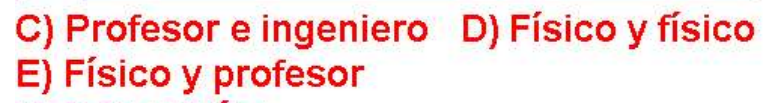 C) Profesor e ingeniero D) Físico y físico
E) Físico y profesor